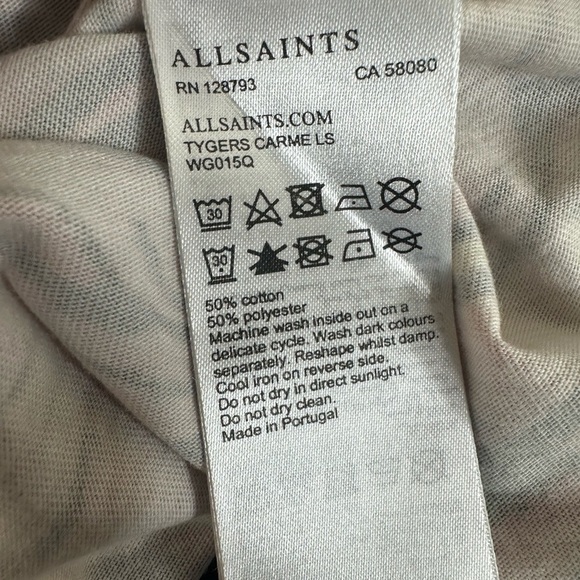 ALLSAINTS
RN 128793 CA 58080
ALLSAINTS.COM
TYGERS CARME LS
WG015Q
30
30
50% cotton
50% polyester
Machine wash inside out on a
delicate cycle. Wash dark colours
separately. Reshape whilst damp.
Cool iron on reverse side.
Do not dry in direct sunlight.
Do not dry clean.
Made in Portugal